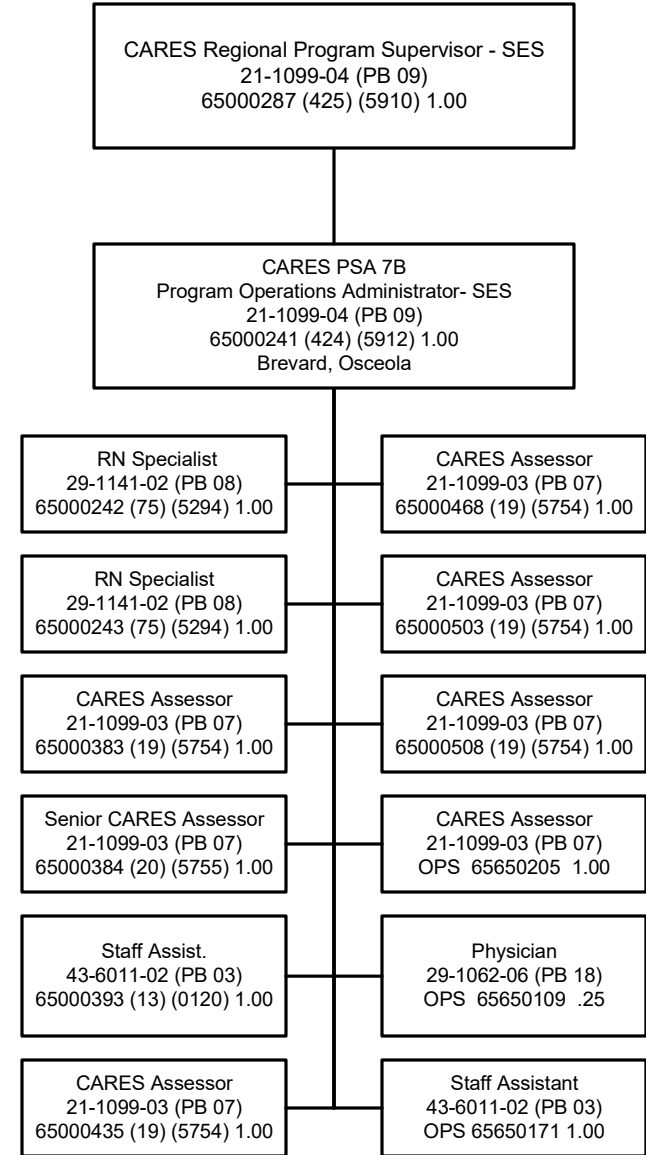 CARES Regional Program Supervisor - SES
21-1099-04 (PB 09)
65000287 (425) (5910) 1.00
CARES PSA 7B
Program Operations Administrator- SES
21-1099-04 (PB 09)
65000241 (424) (5912) 1.00
Brevard, Osceola
RN Specialist
29-1141-02 (PB 08)
65000242 (75) (5294) 1.00
CARES Assessor
21-1099-03 (PB 07)
65000468 (19) (5754) 1.00
RN Specialist
29-1141-02 (PB 08)
65000243 (75) (5294) 1.00
CARES Assessor
21-1099-03 (PB 07)
65000503 (19) (5754) 1.00
CARES Assessor
21-1099-03 (PB 07)
65000383 (19) (5754) 1.00
CARES Assessor
21-1099-03 (PB 07)
65000508 (19) (5754) 1.00
Senior CARES Assessor
21-1099-03 (PB 07)
65000384 (20) (5755) 1.00
CARES Assessor
21-1099-03 (PB 07)
OPS 65650205 1.00
Staff Assist.
43-6011-02 (PB 03)
65000393 (13) (0120) 1.00
Physician
29-1062-06 (PB 18)
OPS 65650109 .25
CARES Assessor
21-1099-03 (PB 07)
65000435 (19) (5754) 1.00
Staff Assistant
43-6011-02 (PB 03)
OPS 65650171 1.00